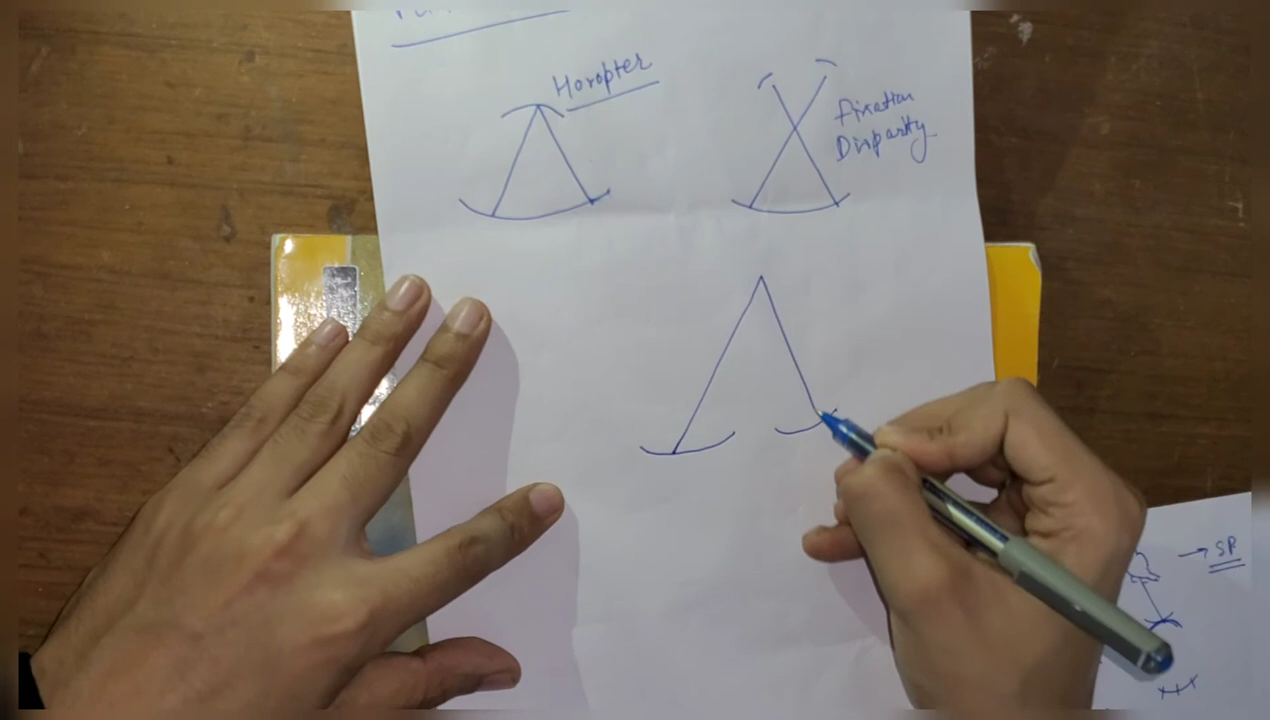 Horopter
Fixation
Disparity
→ SP